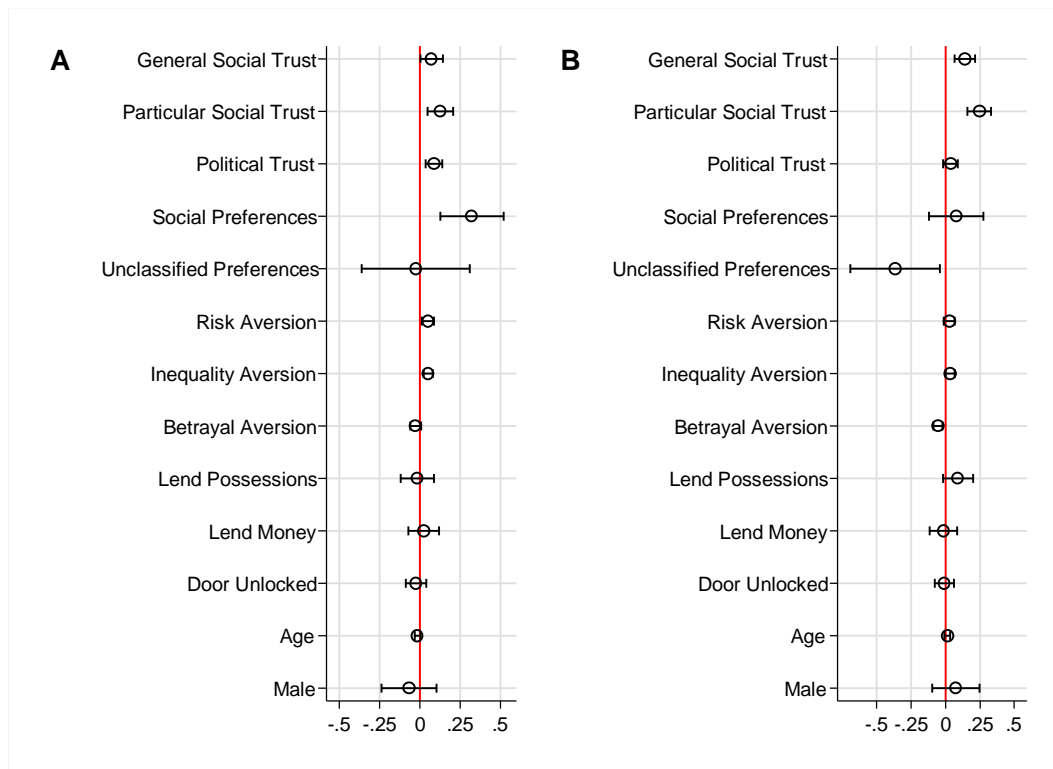 A
General Social Trust
Particular Social Trust
Political Trust
Social Preferences
Unclassified Preferences
Risk Aversion
Inequality Aversion
Betrayal Aversion
Lend Possessions
Lend Money
Door Unlocked
Age
Male
-.5 -.25 0 .25 .5
B
General Social Trust
Particular Social Trust
Political Trust
Social Preferences
Unclassified Preferences
Risk Aversion
Inequality Aversion
Betrayal Aversion
Lend Possessions
Lend Money
Door Unlocked
Age
Male
-.5 -.25 0 .25 .5